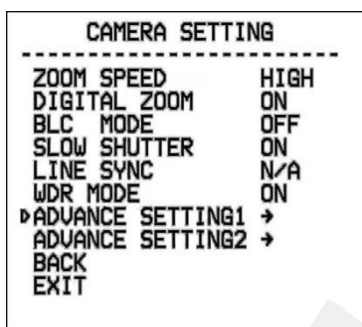 CAMERA SETTING
ZOOM SPEED HIGH
DIGITAL ZOOM ON
BLC MODE OFF
SLOW SHUTTER ON
LINE SYNC N/A
WDR MODE ON
ADVANCE SETTING1 →
ADVANCE SETTING2 →
BACK
EXIT